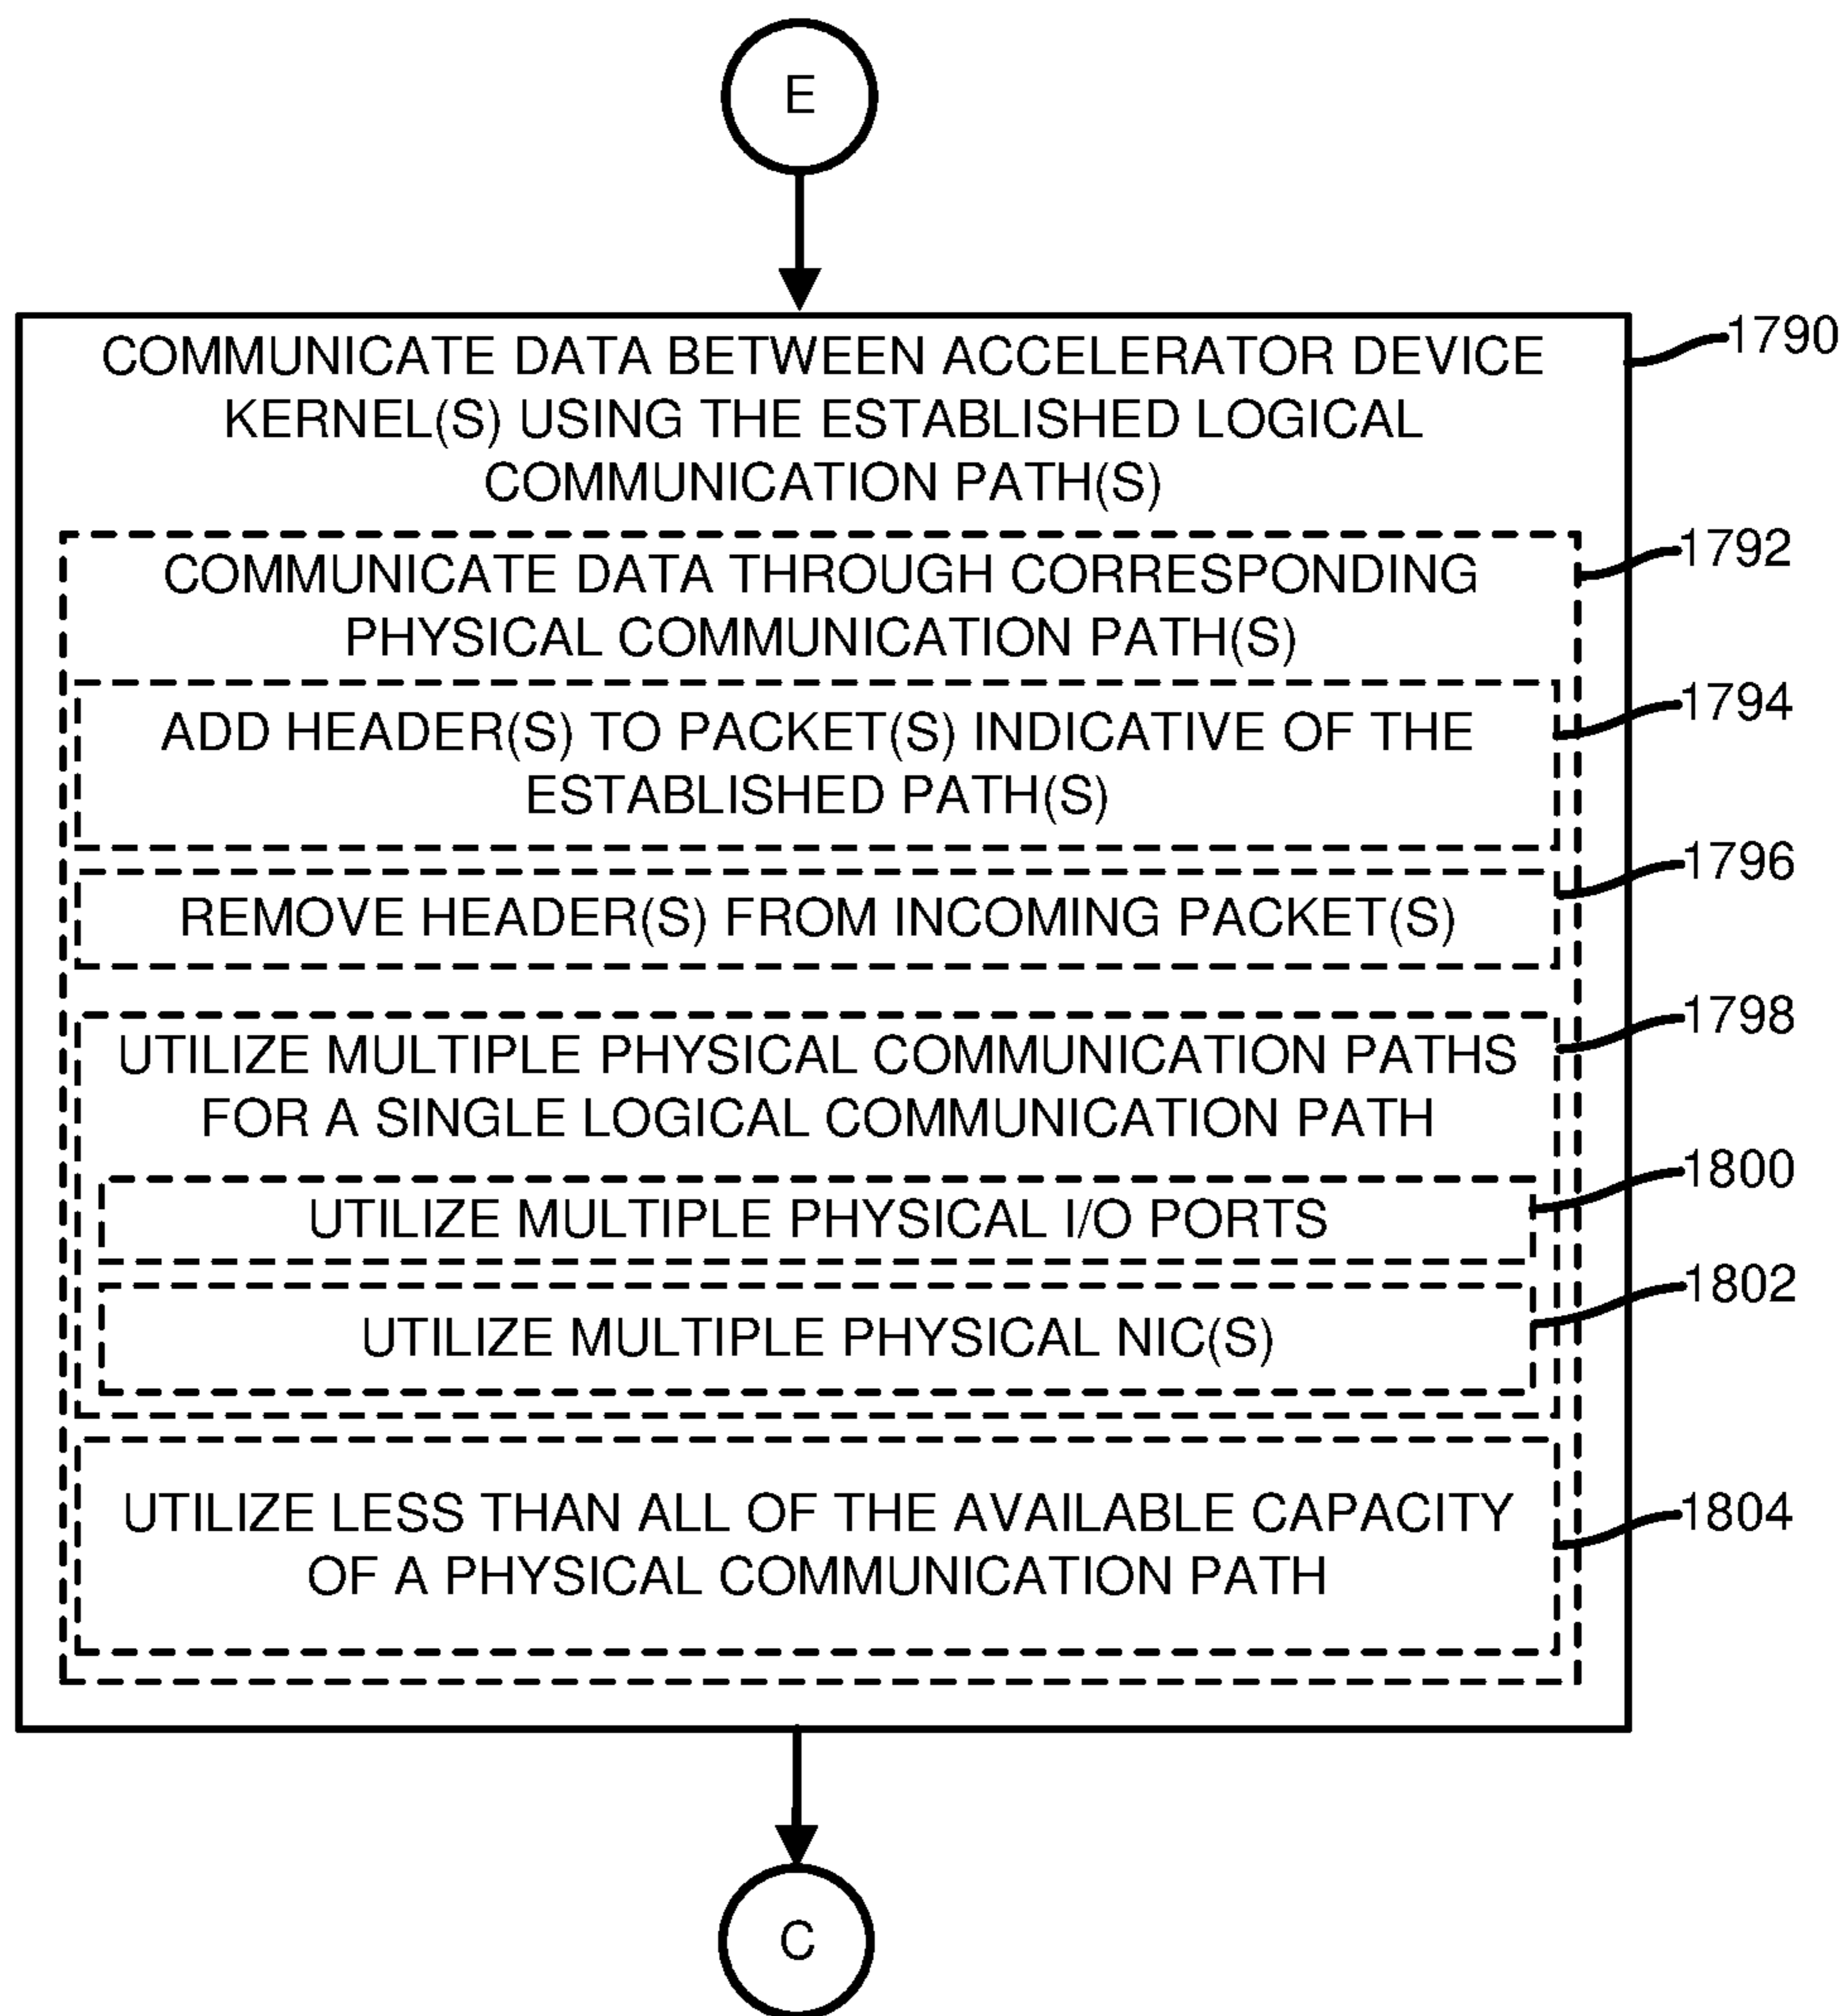 E
COMMUNICATE DATA BETWEEN ACCELERATOR DEVICE
KERNEL(S) USING THE ESTABLISHED LOGICAL
COMMUNICATION PATH(S)
1790
COMMUNICATE DATA THROUGH CORRESPONDING
PHYSICAL COMMUNICATION PATH(S)
1792
ADD HEADER(S) TO PACKET(S) INDICATIVE OF THE
ESTABLISHED PATH(S)
1794
REMOVE HEADER(S) FROM INCOMING PACKET(S)
1796
UTILIZE MULTIPLE PHYSICAL COMMUNICATION PATHS
FOR A SINGLE LOGICAL COMMUNICATION PATH
1798
UTILIZE MULTIPLE PHYSICAL I/O PORTS
1800
UTILIZE MULTIPLE PHYSICAL NIC(S)
1802
UTILIZE LESS THAN ALL OF THE AVAILABLE CAPACITY
OF A PHYSICAL COMMUNICATION PATH
1804
C